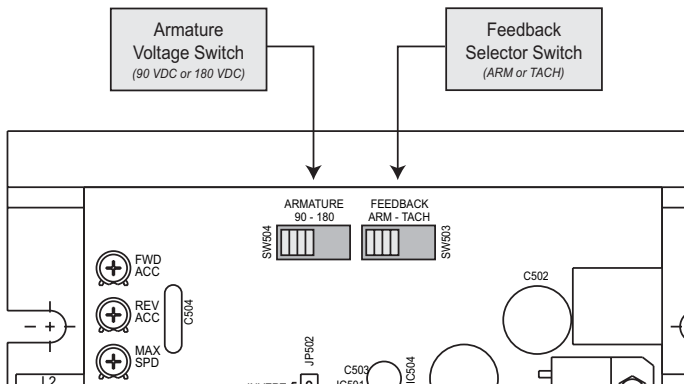 Armature
Voltage Switch
(90 VDC or 180 VDC)
Feedback
Selector Switch
(ARM or TACH)
ARMATURE
90 - 180
FEEDBACK
ARM - TACH
SW504
SW503
FWD
ACC
REV
ACC
C504
MAX
SPD
C502
JP502
C503
IC504
L2